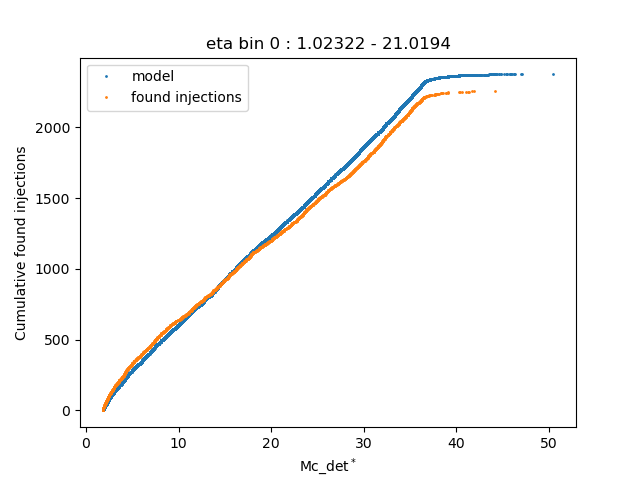 eta bin 0 : 1.02322 - 21.0194
model
found injections
Cumulative found injections
2000
1500
1000
500
0
0 10 20 30 40 50
Mc_det*